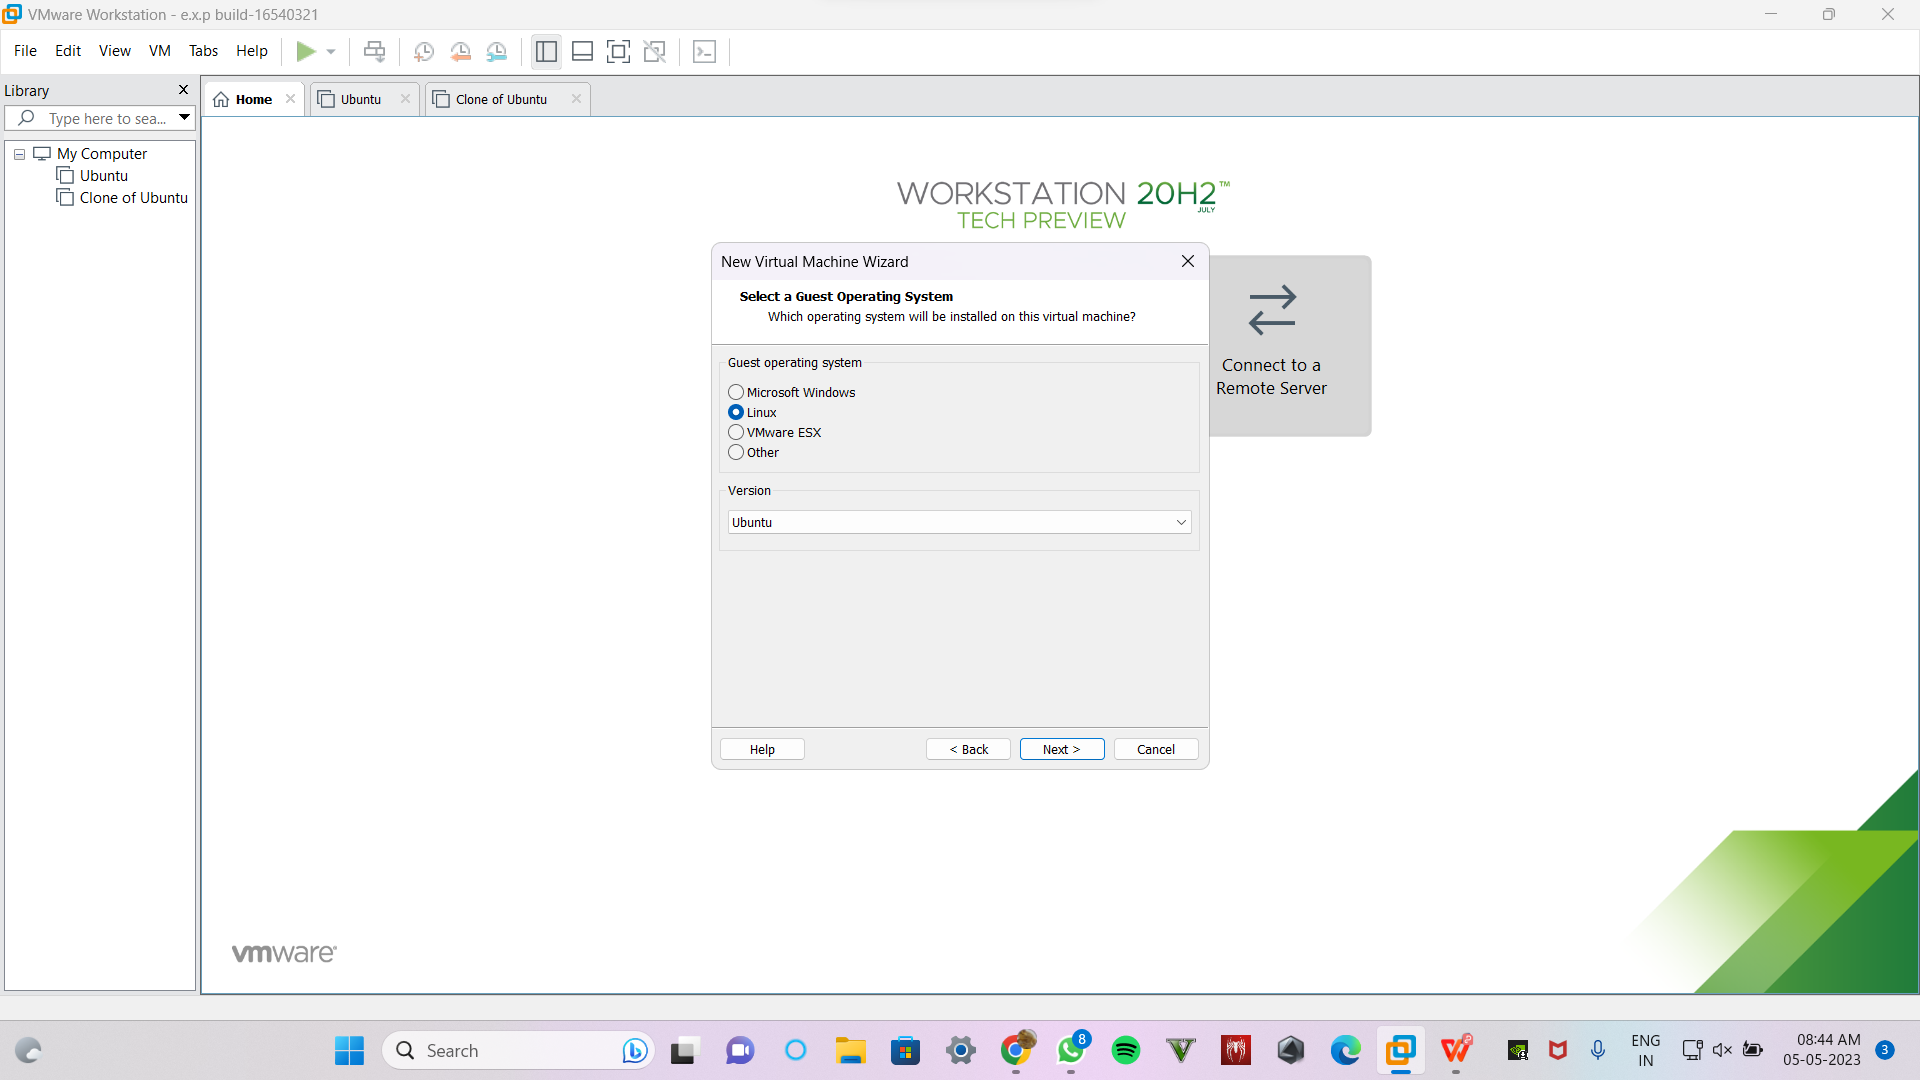 VMware Workstation - e.x.p build-16540321
File Edit View VM Tabs Help
Library
Type here to sea...
My Computer
Ubuntu
Clone of Ubuntu
Home
Ubuntu
Clone of Ubuntu
WORKSTATION 20H2™
JULY
TECH PREVIEW
New Virtual Machine Wizard
Select a Guest Operating System
Which operating system will be installed on this virtual machine?
Guest operating system
Microsoft Windows
Linux
VMware ESX
Other
Version
Ubuntu
Help
< Back
Next >
Cancel
Connect to a
Remote Server
vmware®
Search
8
ENG
IN
08:44 AM
05-05-2023
3